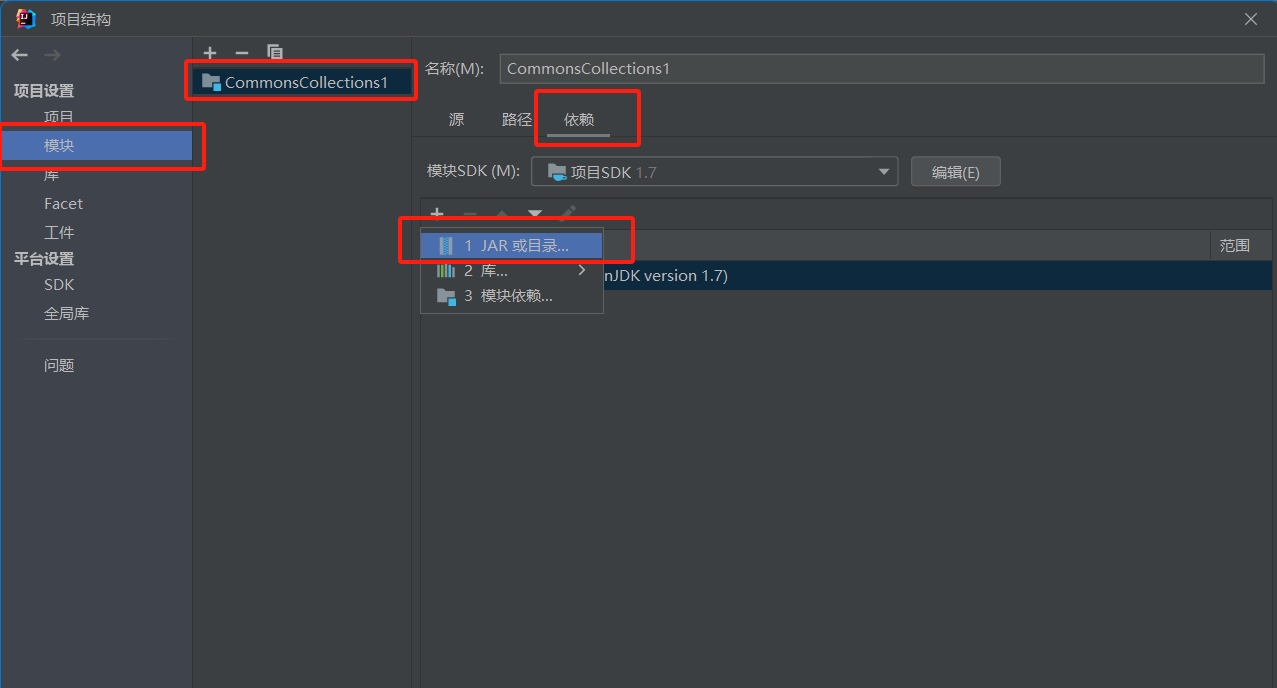 项目结构
项目设置
项目
模块
库
Facet
工件
平台设置
SDK
全局库
问题
CommonsCollections1
名称(M): CommonsCollections1
源 路径 依赖
模块SDK (M): 项目SDK 1.7 编辑(E)
范围
1 JAR 或目录...
nJDK version 1.7)
2 库...
3 模块依赖...